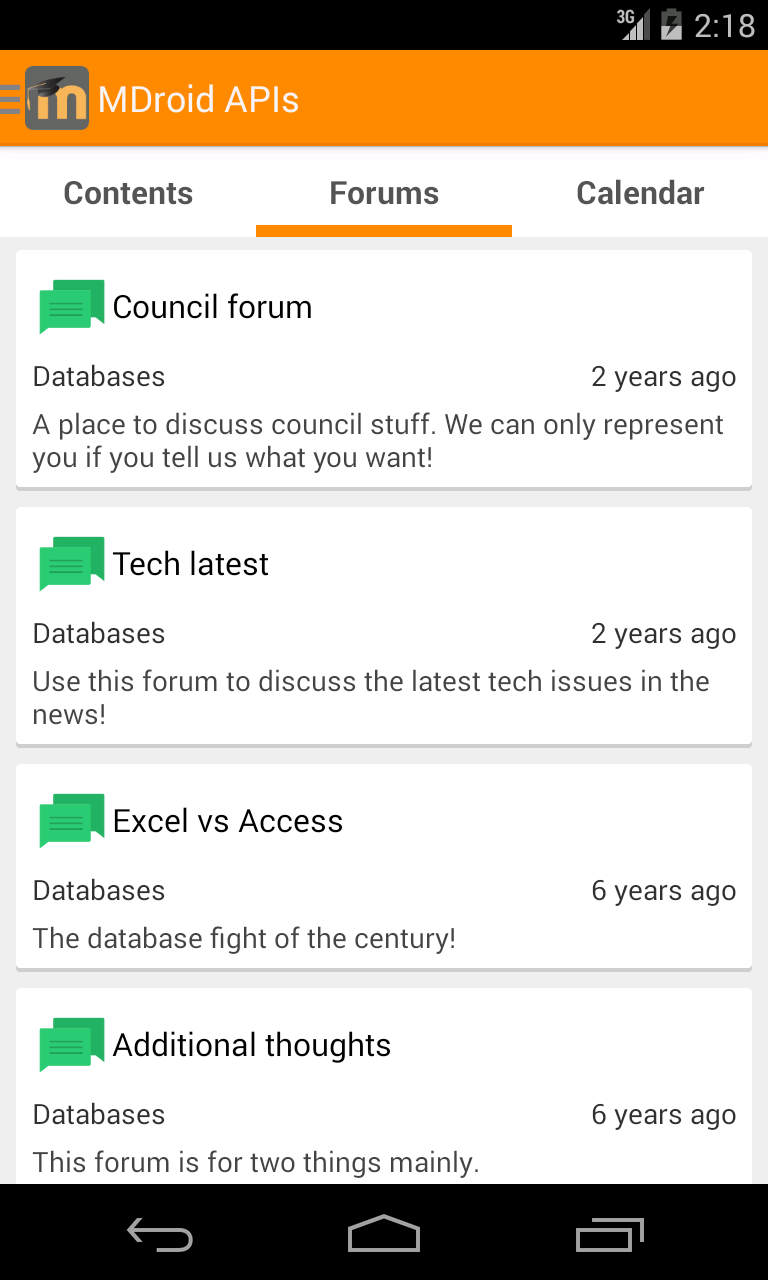 3G 2:18
m MDroid APIs
Contents Forums Calendar
Council forum
Databases 2 years ago
A place to discuss council stuff. We can only represent
you if you tell us what you want!
Tech latest
Databases 2 years ago
Use this forum to discuss the latest tech issues in the
news!
Excel vs Access
Databases 6 years ago
The database fight of the century!
Additional thoughts
Databases 6 years ago
This forum is for two things mainly.